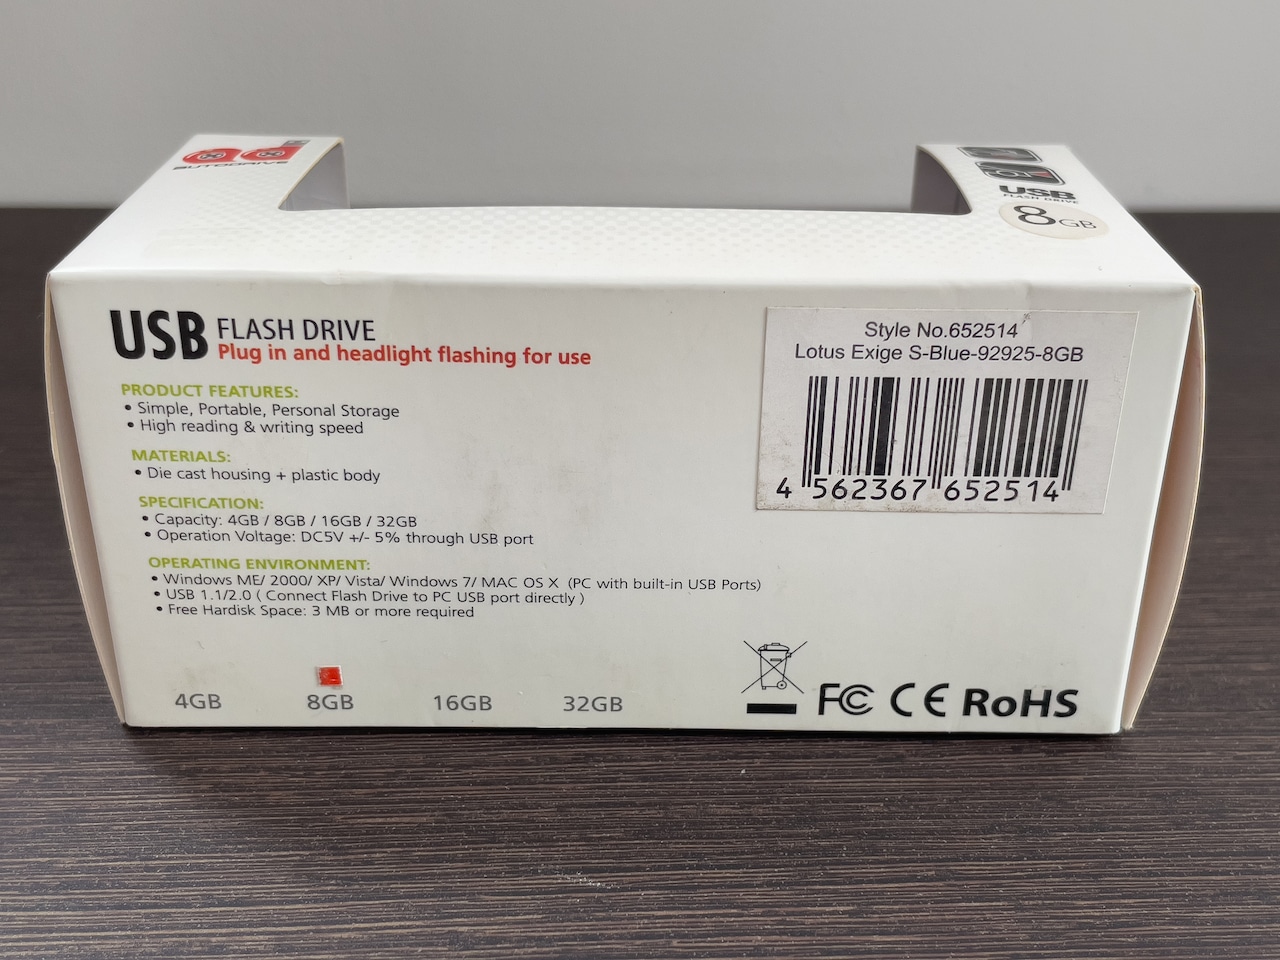 AUTODRIVE
USB
FLASH DRIVE
8GB
USB FLASH DRIVE
Plug in and headlight flashing for use
PRODUCT FEATURES:
• Simple, Portable, Personal Storage
• High reading & writing speed
MATERIALS:
• Die cast housing + plastic body
SPECIFICATION:
• Capacity: 4GB / 8GB / 16GB / 32GB
• Operation Voltage: DC5V +/- 5% through USB port
OPERATING ENVIRONMENT:
• Windows ME/ 2000/ XP/ Vista/ Windows 7/ MAC OS X (PC with built-in USB Ports)
• USB 1.1/2.0 ( Connect Flash Drive to PC USB port directly )
• Free Hardisk Space: 3 MB or more required
4GB 8GB 16GB 32GB
Style No.652514
Lotus Exige S-Blue-92925-8GB
4 562367 652514
FC CE RoHS